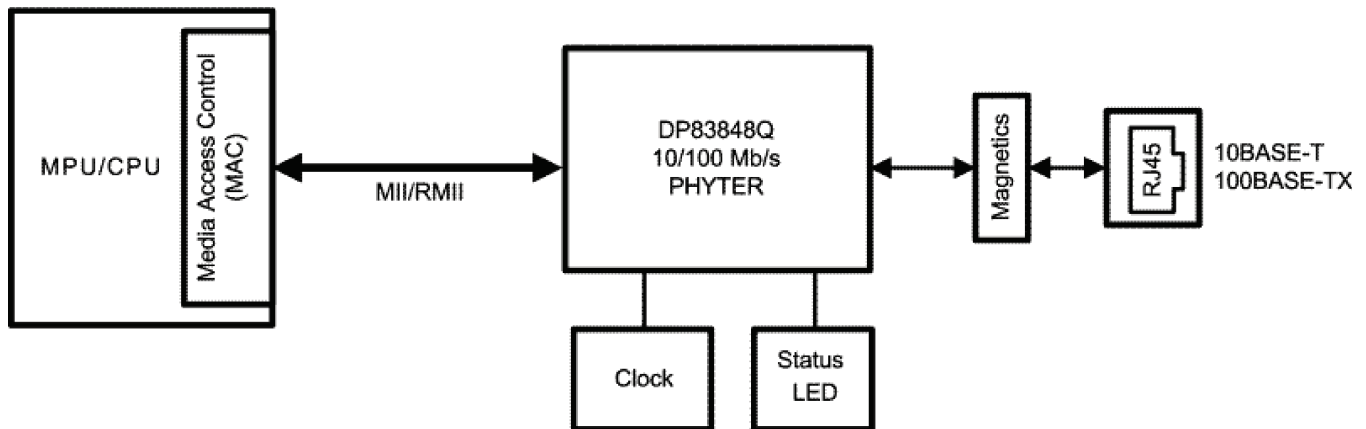 MPU/CPU
Media Access Control
(MAC)
MII/RMII
DP83848Q
10/100 Mb/s
PHYTER
Magnetics
RJ45
10BASE-T
100BASE-TX
Clock
Status
LED